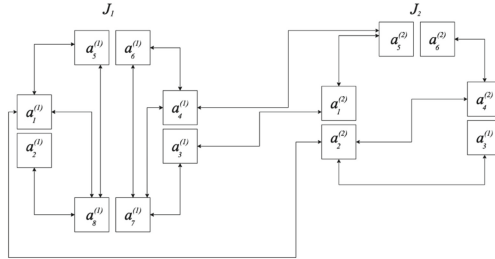 J₁ J₂
a₅⁽¹⁾ a₆⁽¹⁾ a₅⁽²⁾ a₆⁽²⁾
a₁⁽¹⁾ a₄⁽¹⁾ a₁⁽²⁾ a₄⁽²⁾
a₂⁽¹⁾ a₃⁽¹⁾ a₂⁽²⁾ a₃⁽¹⁾
a₈⁽¹⁾ a₇⁽¹⁾